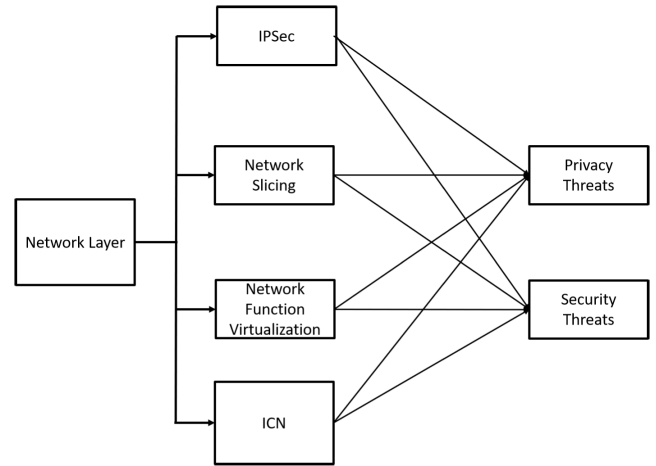 IPSec
Network
Slicing
Privacy
Threats
Network Layer
Network
Function
Virtualization
Security
Threats
ICN